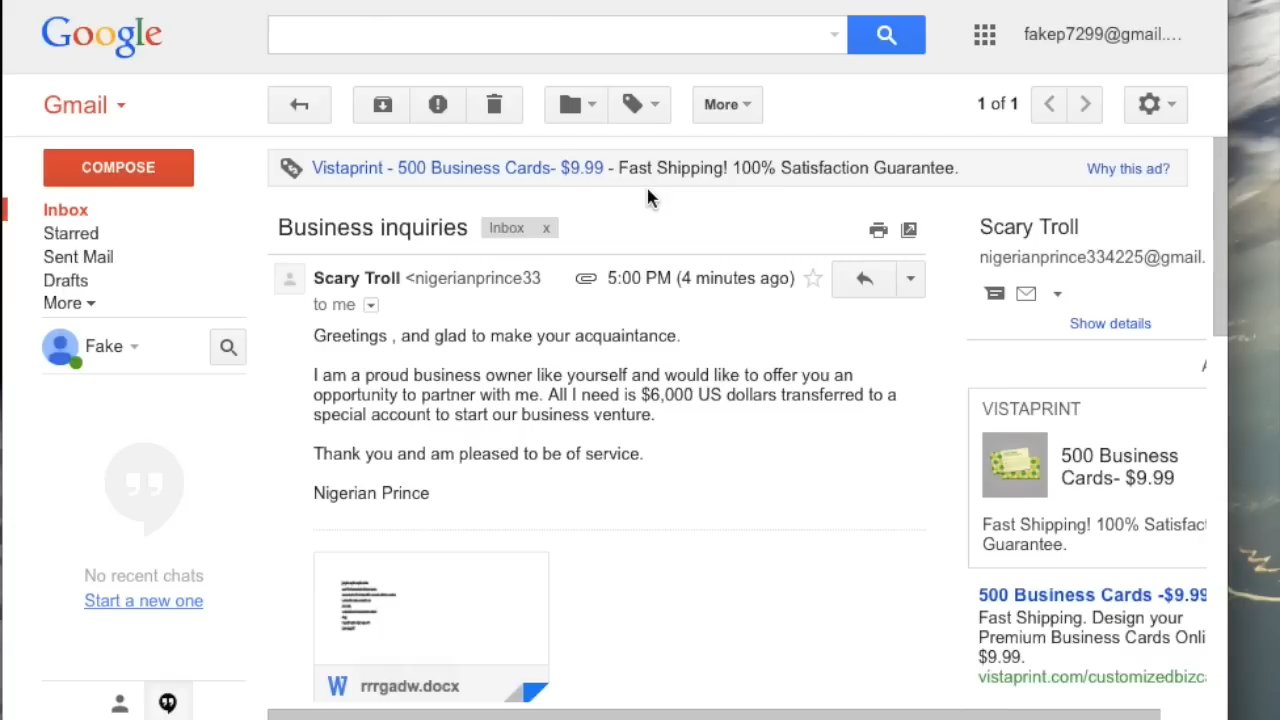 Google
fakep7299@gmail....
Gmail
More
1 of 1
COMPOSE
Vistaprint - 500 Business Cards- $9.99 - Fast Shipping! 100% Satisfaction Guarantee.
Why this ad?
Inbox
Starred
Sent Mail
Drafts
More
Fake
No recent chats
Start a new one
Business inquiries
Inbox x
Scary Troll <nigerianprince33
5:00 PM (4 minutes ago)
to me
Greetings , and glad to make your acquaintance.
I am a proud business owner like yourself and would like to offer you an
opportunity to partner with me. All I need is $6,000 US dollars transferred to a
special account to start our business venture.
Thank you and am pleased to be of service.
Nigerian Prince
W rrrgadw.docx
Scary Troll
nigerianprince334225@gmail.
Show details
VISTAPRINT
500 Business
Cards- $9.99
Fast Shipping! 100% Satisfac
Guarantee.
500 Business Cards -$9.99
Fast Shipping. Design your
Premium Business Cards Onli
$9.99.
vistaprint.com/customizedbizc